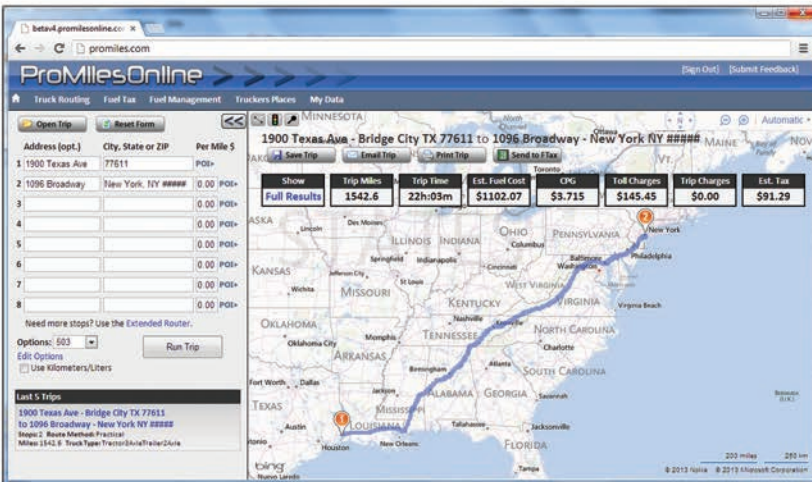 betav4.promilesonline.co
promiles.com
ProMilesOnline
[Sign Out] [Submit Feedback]
Truck Routing Fuel Tax Fuel Management Truckers Places My Data
Open Trip Reset Form <<
Address (opt.) City, State or ZIP Per Mile $
1 1900 Texas Ave 77611 POI>
2 1096 Broadway New York, NY ##### 0.00 POI>
3 0.00 POI>
4 0.00 POI>
5 0.00 POI>
6 0.00 POI>
7 0.00 POI>
8 0.00 POI>
Need more stops? Use the Extended Router.
Options: 503
Edit Options
Run Trip
Use Kilometers/Liters
Last 5 Trips
1900 Texas Ave - Bridge City TX 77611
to 1096 Broadway - New York NY #####
Stops: 2 Route Method: Practical
Miles: 1542.6 Truck Type: Tractor3AxleTrailer2Axle
1900 Texas Ave - Bridge City TX 77611 to 1096 Broadway - New York NY #####
Save Trip Email Trip Print Trip Send to FTax
Show Trip Miles Trip Time Est. Fuel Cost CPG Toll Charges Trip Charges Est. Tax
Full Results 1542.6 22h:03m $1102.07 $3.715 $145.45 $0.00 $91.29
Automatic
MINNESOTA
Ottawa
MAINE
Bay of Fundy
NOV
VT.
Toronto
Des Moines
Lincoln
ILLINOIS INDIANA OHIO PENNSYLVANIA
2
New York
Columbus
Philadelphia
Springfield Indianapolis
Baltimore
Washington
KANSAS
Jefferson City
Cincinnati
WEST VIRGINIA
Wichita
MISSOURI
St Louis
VIRGINIA
KENTUCKY
Virginia Beach
Nashville
Knoxville
OKLAHOMA
TENNESSEE
NORTH CAROLINA
Oklahoma City
Memphis
Charlotte
ARKANSAS
SOUTH CAROLINA
Birmingham
Atlanta
Fort Worth Dallas
Jackson
ALABAMA GEORGIA
Savannah
TEXAS
MISSISSIPPI
1
Austin
LOUISIANA
Tallahassee
Jacksonville
Houston
New Orleans
FLORIDA
bing
Tampa
Nuevo Laredo
200 miles 250 km
© 2013 Nokia © 2013 Microsoft Corporation